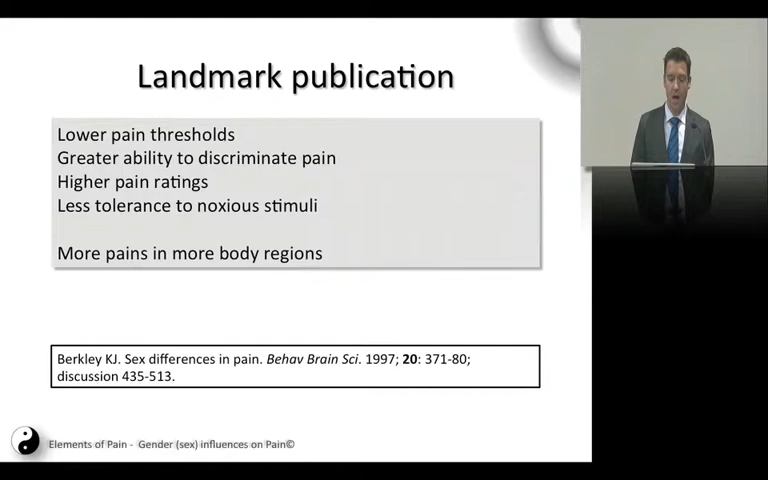 Landmark publication
Lower pain thresholds
Greater ability to discriminate pain
Higher pain ratings
Less tolerance to noxious stimuli
More pains in more body regions
Berkley KJ. Sex differences in pain. Behav Brain Sci. 1997; 20: 371-80;
discussion 435-513.
Elements of Pain - Gender (sex) influences on Pain©